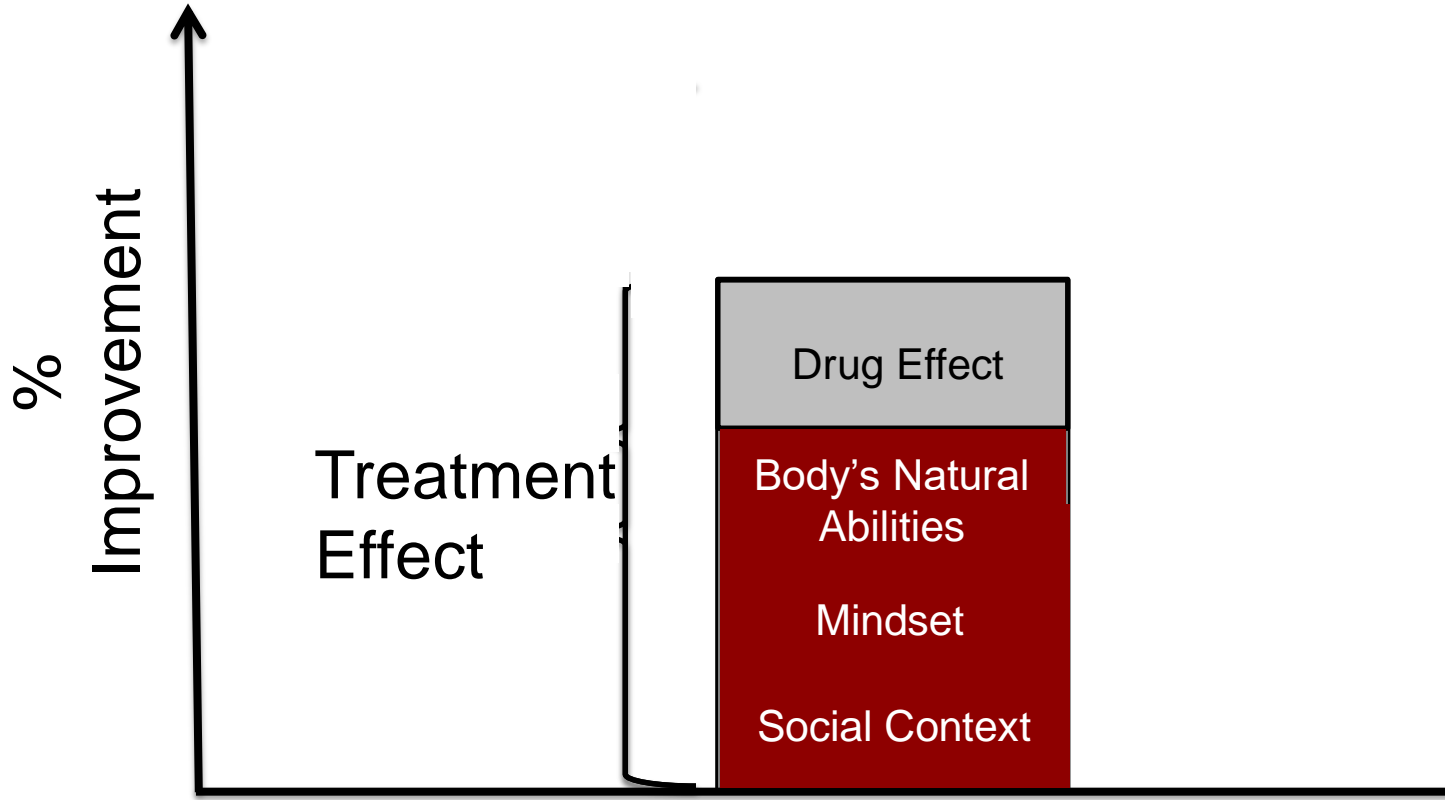 %
Improvement
Treatment
Effect
Drug Effect
Body’s Natural
Abilities
Mindset
Social Context